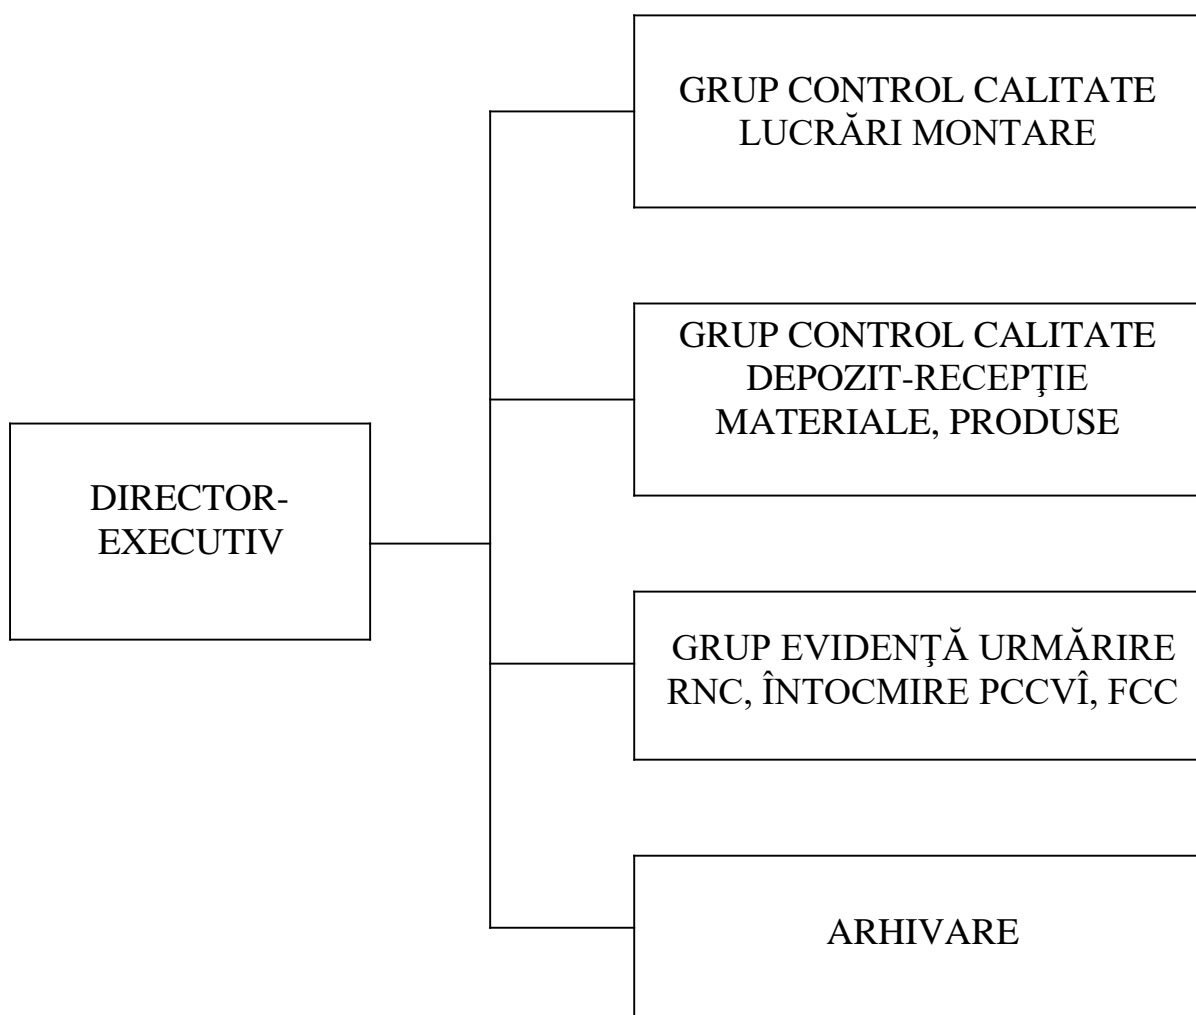 GRUP CONTROL CALITATE
LUCRĂRI MONTARE
GRUP CONTROL CALITATE
DEPOZIT-RECEPŢIE
MATERIALE, PRODUSE
DIRECTOR-
EXECUTIV
GRUP EVIDENŢĂ URMĂRIRE
RNC, ÎNTOCMIRE PCCVÎ, FCC
ARHIVARE